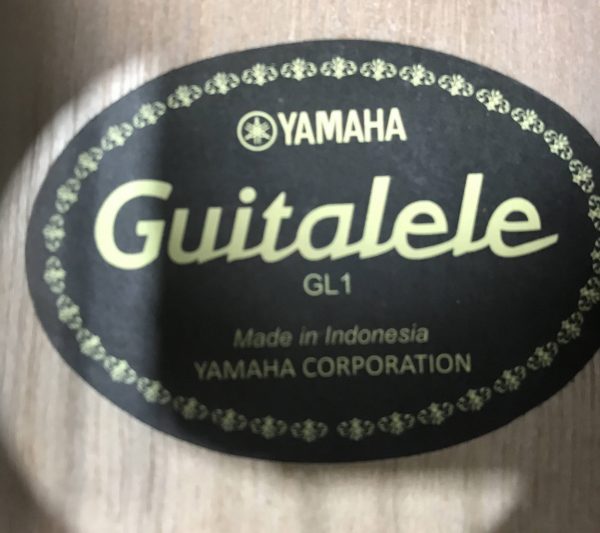 YAMAHA
Guitalele
GL1
Made in Indonesia
YAMAHA CORPORATION